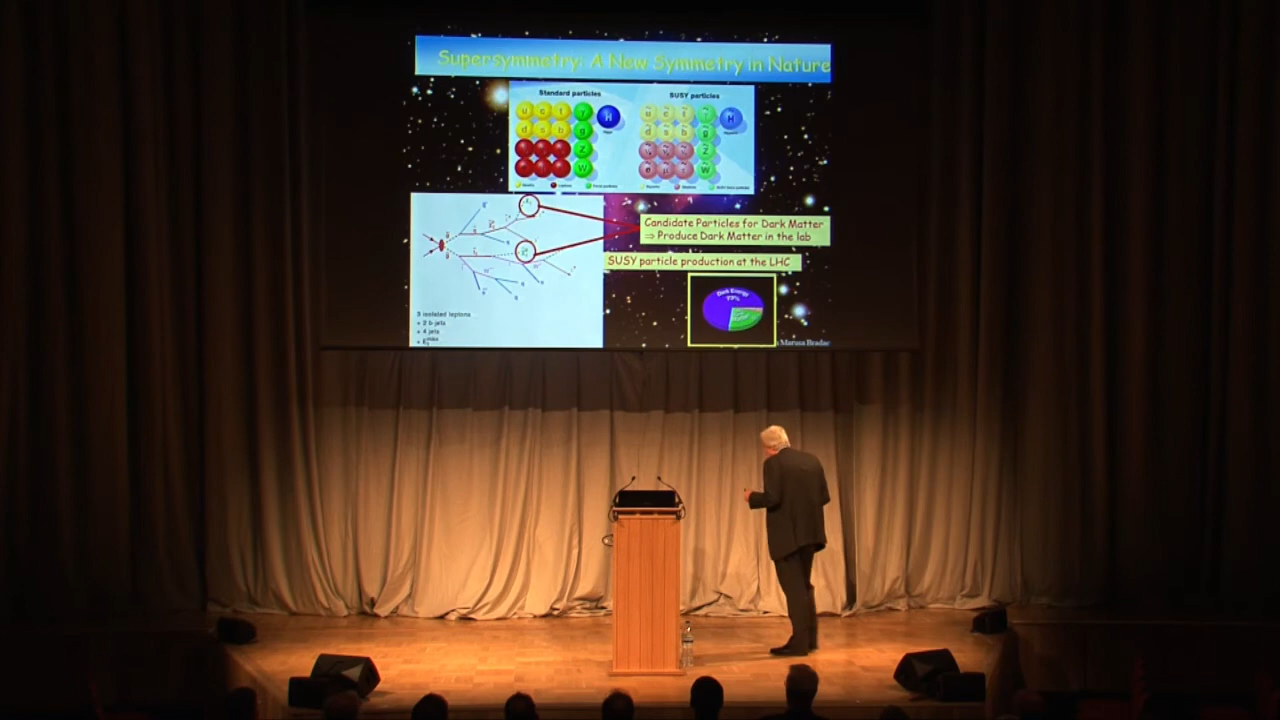 Supersymmetry: A New Symmetry in Nature
Standard particles
SUSY particles
u c t γ H
d s b g
Z
W
Candidate Particles for Dark Matter
⇒ Produce Dark Matter in the lab
SUSY particle production at the LHC
Dark Energy
73%
3 isolated leptons
+ 2 b-jets
+ 4 jets
Marusa Bradac